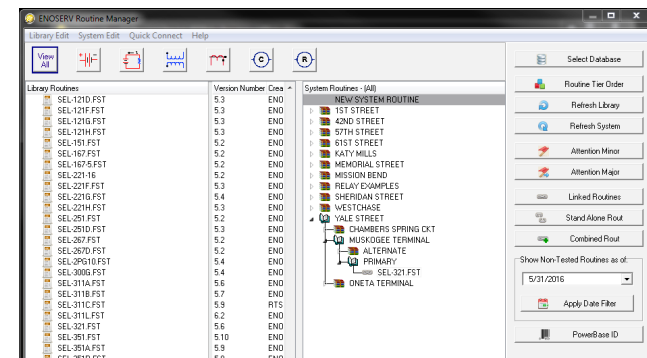 ENOSERV Routine Manager
Library Edit System Edit Quick Connect Help
View All
C
R
Library Routines Version Number Crea
SEL-121D.FST 5.3 ENO
SEL-121F.FST 5.3 ENO
SEL-121G.FST 5.3 ENO
SEL-121H.FST 5.3 ENO
SEL-151.FST 5.2 ENO
SEL-167.FST 5.2 ENO
SEL-167-5.FST 5.2 ENO
SEL-221-16 5.2 ENO
SEL-221F.FST 5.3 ENO
SEL-221G.FST 5.4 ENO
SEL-221H.FST 5.3 ENO
SEL-251.FST 5.2 ENO
SEL-251D.FST 5.3 ENO
SEL-267.FST 5.2 ENO
SEL-267D.FST 5.2 ENO
SEL-2PG10.FST 5.4 ENO
SEL-300G.FST 5.4 ENO
SEL-311A.FST 5.6 ENO
SEL-311B.FST 5.7 ENO
SEL-311C.FST 5.9 RTS
SEL-311L.FST 6.2 ENO
SEL-321.FST 5.6 ENO
SEL-351.FST 5.10 ENO
SEL-351A.FST 5.9 ENO
System Routines - (All)
NEW SYSTEM ROUTINE
1ST STREET
42ND STREET
57TH STREET
61ST STREET
KATY MILLS
MEMORIAL STREET
MISSION BEND
RELAY EXAMPLES
SHERIDAN STREET
WESTCHASE
YALE STREET
CHAMBERS SPRING CKT
MUSKOGEE TERMINAL
ALTERNATE
PRIMARY
SEL-321.FST
ONETA TERMINAL
Select Database
Routine Tier Order
Refresh Library
Refresh System
Attention Minor
Attention Major
Linked Routines
Stand Alone Rout
Combined Rout
Show Non-Tested Routines as of:
5/31/2016
Apply Date Filter
PowerBase ID